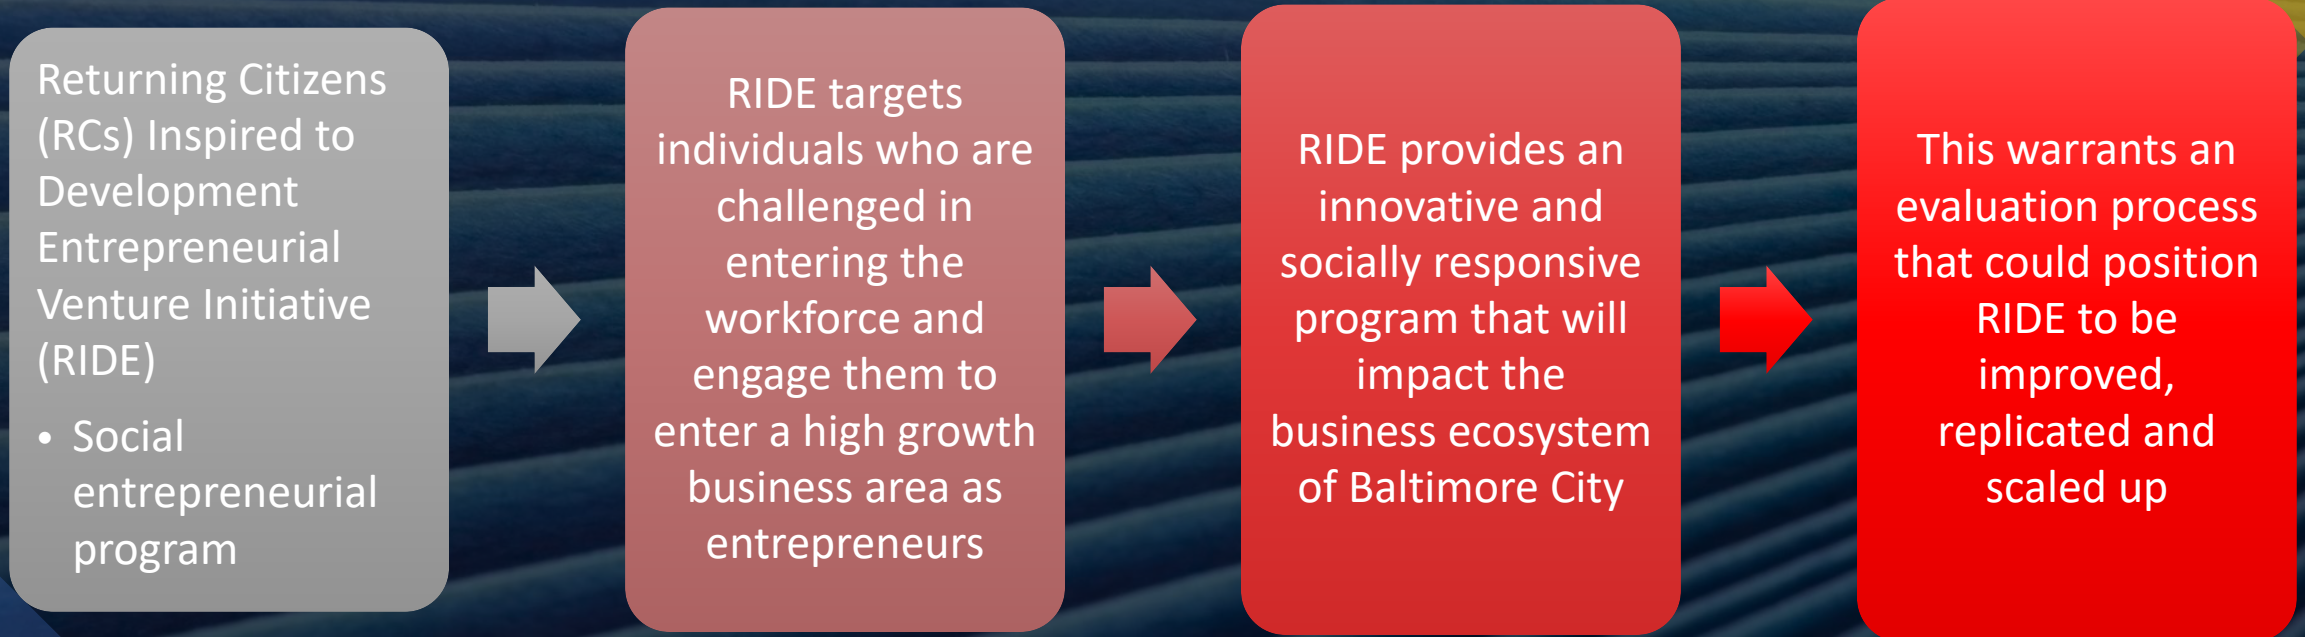 Returning Citizens
(RCs) Inspired to
Development
Entrepreneurial
Venture Initiative
(RIDE)
• Social
entrepreneurial
program
RIDE targets
individuals who are
challenged in
entering the
workforce and
engage them to
enter a high growth
business area as
entrepreneurs
RIDE provides an
innovative and
socially responsive
program that will
impact the
business ecosystem
of Baltimore City
This warrants an
evaluation process
that could position
RIDE to be
improved,
replicated and
scaled up